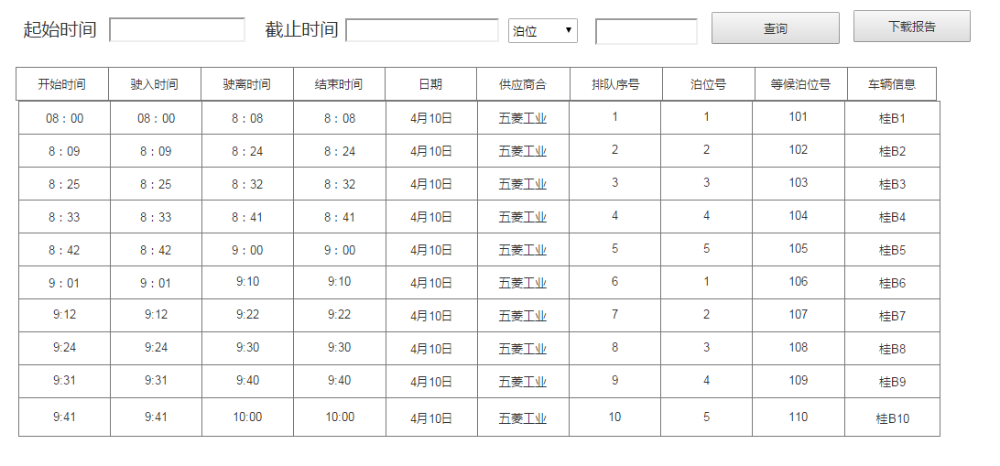 起始时间 截止时间 泊位 查询 下载报告
开始时间 驶入时间 驶离时间 结束时间 日期 供应商合 排队序号 泊位号 等候泊位号 车辆信息
08：00 08：00 8：08 8：08 4月10日 五菱工业 1 1 101 桂B1
8：09 8：09 8：24 8：24 4月10日 五菱工业 2 2 102 桂B2
8：25 8：25 8：32 8：32 4月10日 五菱工业 3 3 103 桂B3
8：33 8：33 8：41 8：41 4月10日 五菱工业 4 4 104 桂B4
8：42 8：42 9：00 9：00 4月10日 五菱工业 5 5 105 桂B5
9：01 9：01 9:10 9:10 4月10日 五菱工业 6 1 106 桂B6
9:12 9:12 9:22 9:22 4月10日 五菱工业 7 2 107 桂B7
9:24 9:24 9:30 9:30 4月10日 五菱工业 8 3 108 桂B8
9:31 9:31 9:40 9:40 4月10日 五菱工业 9 4 109 桂B9
9:41 9:41 10:00 10:00 4月10日 五菱工业 10 5 110 桂B10